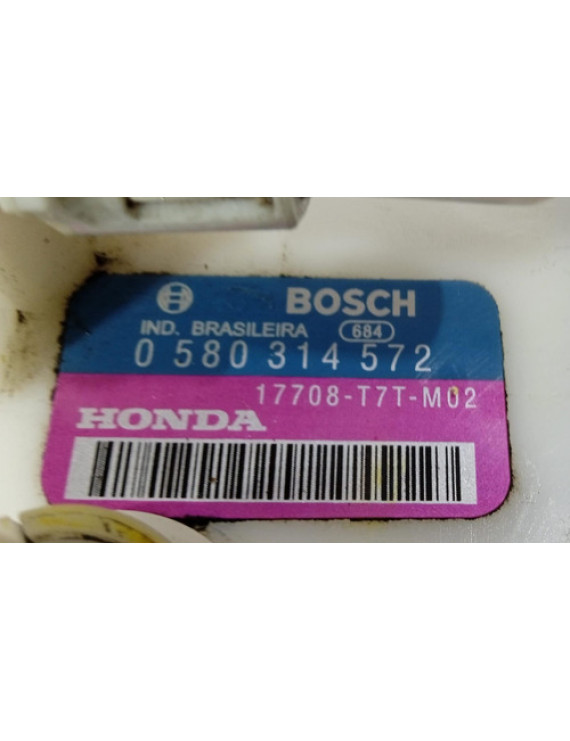 BOSCH
IND. BRASILEIRA 684
0 580 314 572
17708-T7T-M02
HONDA